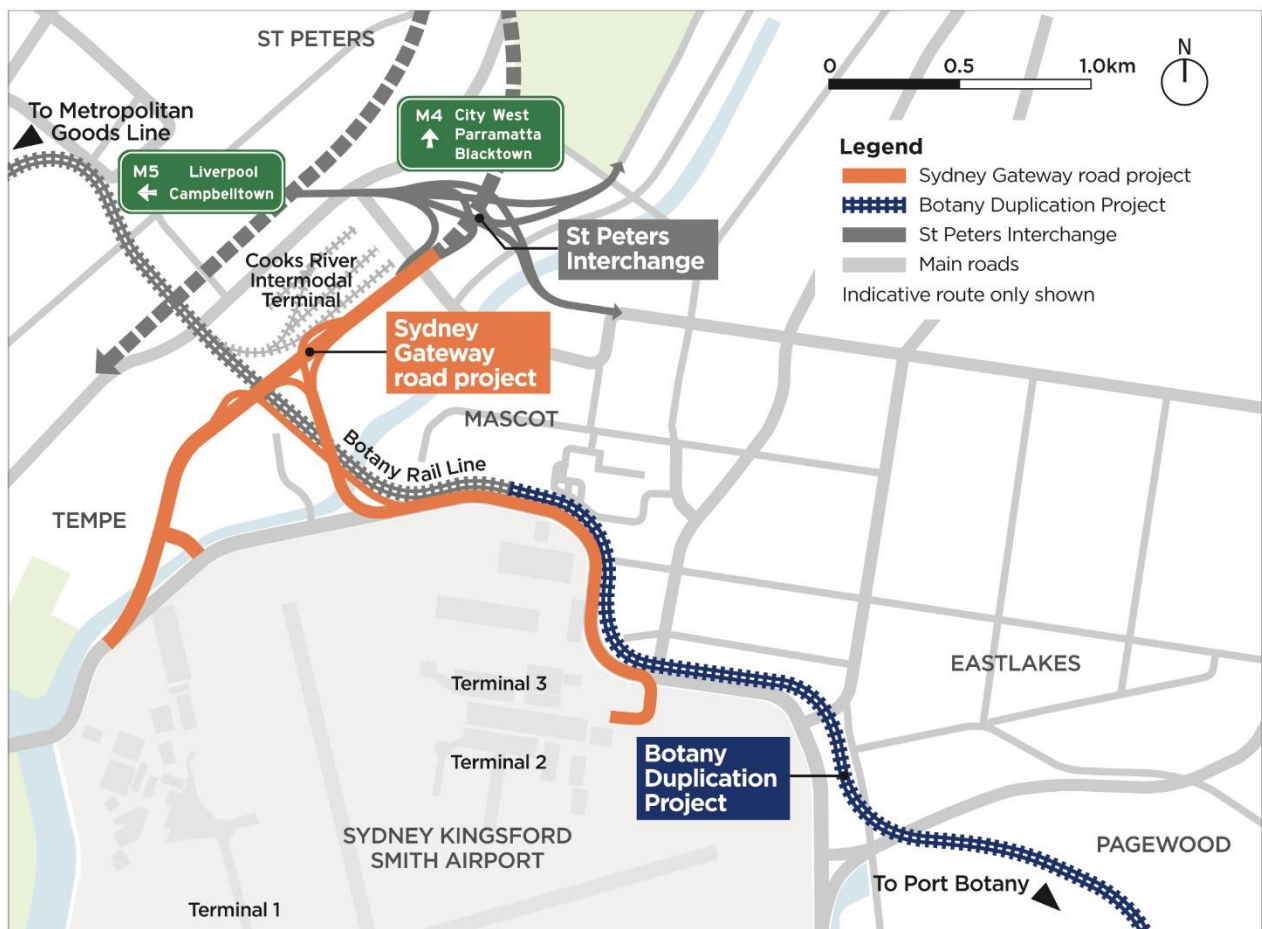 ST PETERS
To Metropolitan
Goods Line
M5 Liverpool
Campbelltown
M4 City West
Parramatta
Blacktown
0 0.5 1.0km
N
Legend
Sydney Gateway road project
Botany Duplication Project
St Peters Interchange
Main roads
Indicative route only shown
St Peters
Interchange
Cooks River
Intermodal
Terminal
Sydney
Gateway
road project
MASCOT
Botany Rail Line
TEMPE
EASTLAKES
Terminal 3
Terminal 2
Botany
Duplication
Project
SYDNEY KINGSFORD
SMITH AIRPORT
PAGEWOOD
To Port Botany
Terminal 1